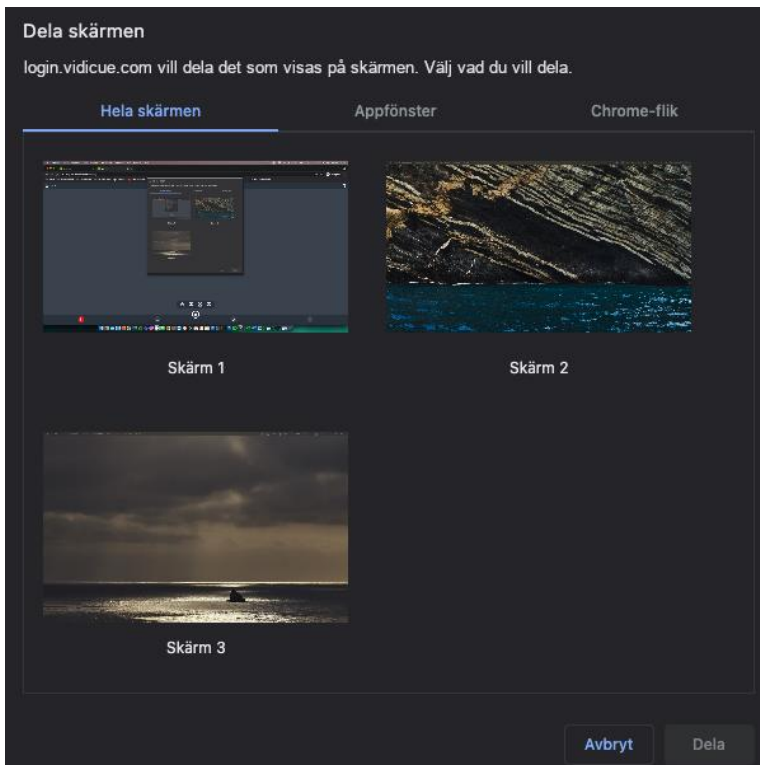 Dela skärmen
login.vidicue.com vill dela det som visas på skärmen. Välj vad du vill dela.
Hela skärmen
Appfönster
Chrome-flik
Skärm 1
Skärm 2
Skärm 3
Avbryt
Dela